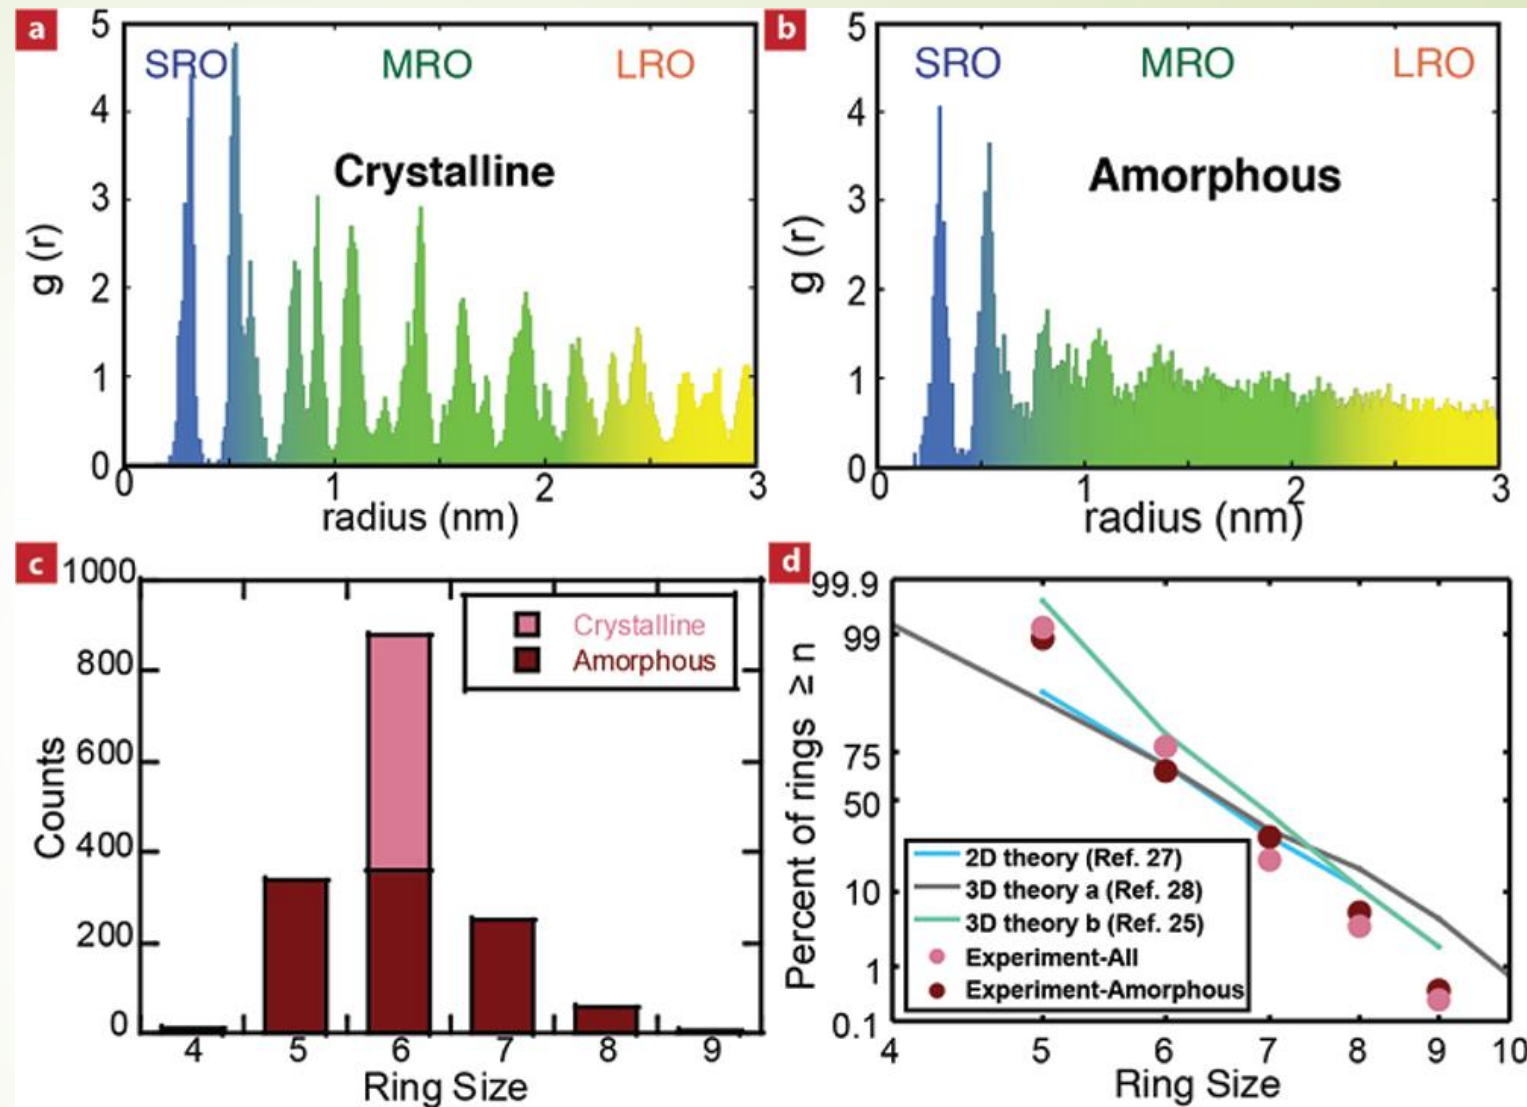 a
5
4
3
2
1
0
g (r)
SRO
MRO
LRO
Crystalline
0
1
2
3
radius (nm)
b
5
4
3
2
1
0
g (r)
SRO
MRO
LRO
Amorphous
0
1
2
3
radius (nm)
c
1000
800
600
400
200
0
Counts
Crystalline
Amorphous
4
5
6
7
8
9
Ring Size
d
99.9
99
75
50
10
1
0.1
Percent of rings ≥ n
2D theory (Ref. 27)
3D theory a (Ref. 28)
3D theory b (Ref. 25)
Experiment-All
Experiment-Amorphous
4
5
6
7
8
9
10
Ring Size